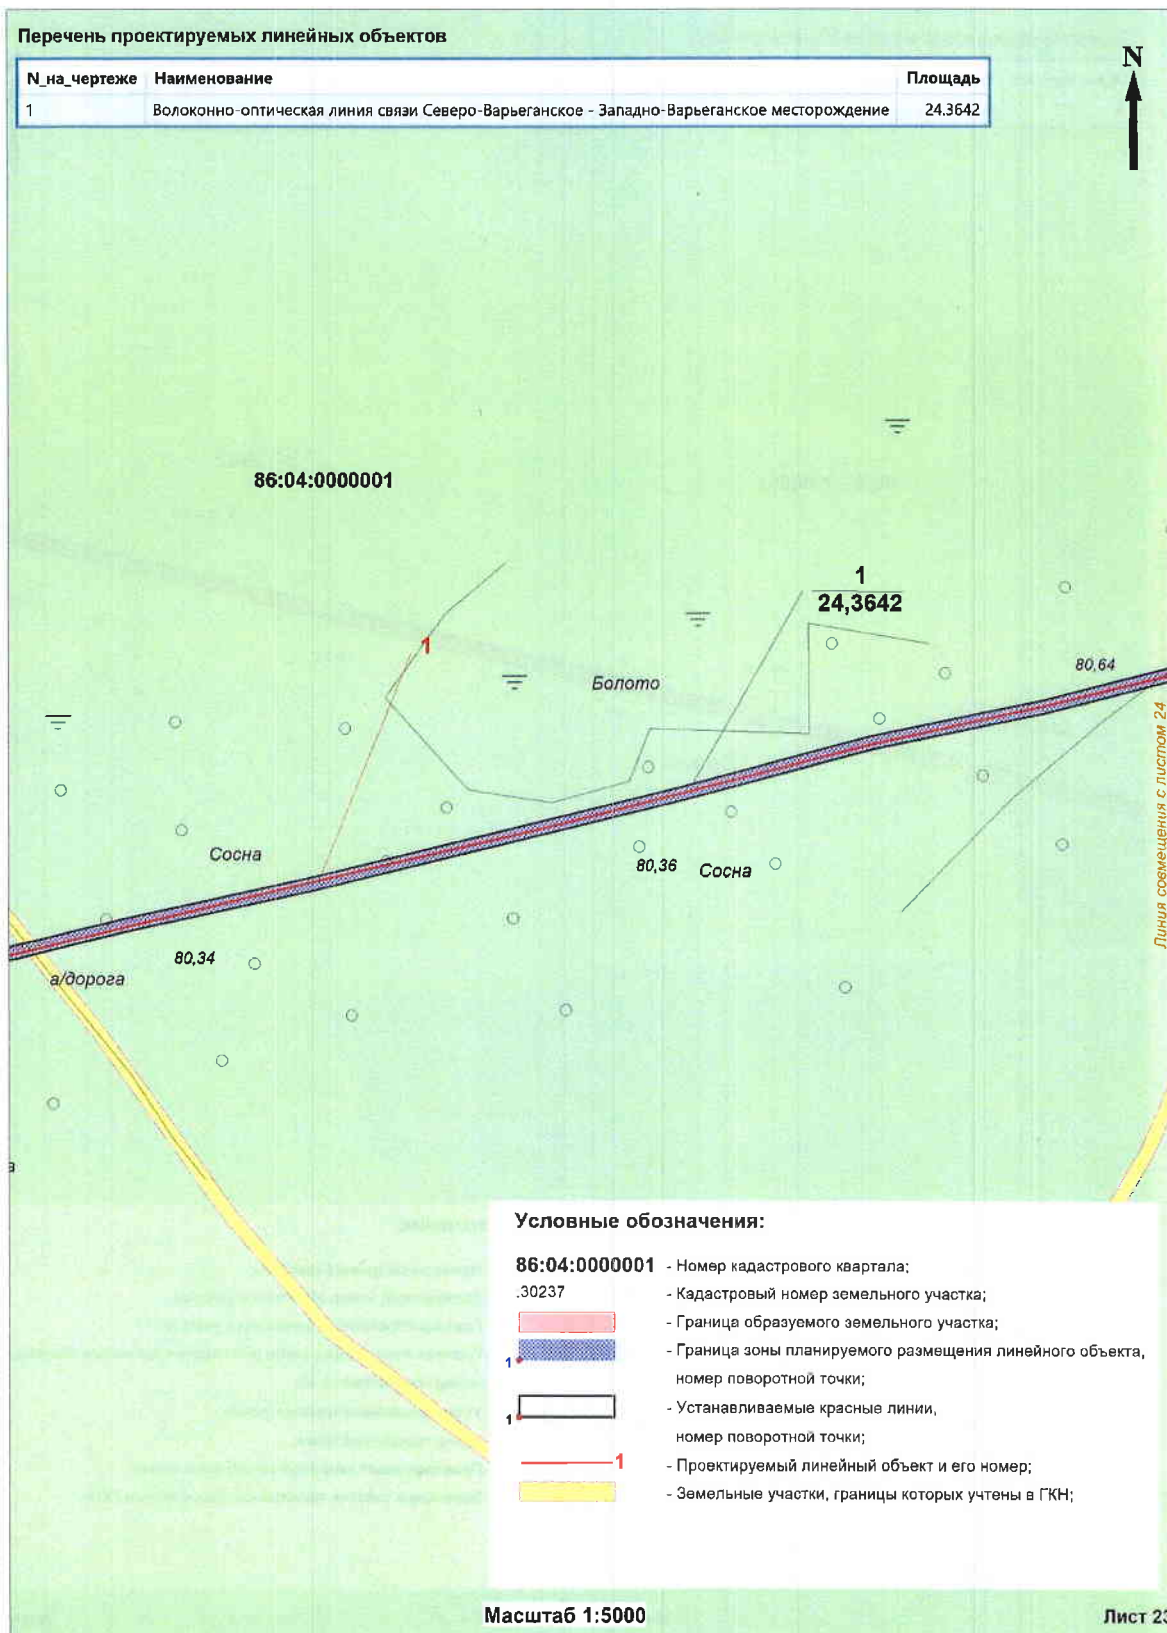 Перечень проектируемых линейных объектов
N_на_чертеже Наименование Площадь
1 Волоконно-оптическая линия связи Северо-Варьеганское - Западно-Варьеганское месторождение 24.3642
N
86:04:0000001
1
24,3642
1
Болото
80,64
Линия совмещения с листом 24
Сосна
80,36 Сосна
80,34
а/дорога
Условные обозначения:
86:04:0000001 - Номер кадастрового квартала;
:30237 - Кадастровый номер земельного участка;
- Граница образуемого земельного участка;
1 - Граница зоны планируемого размещения линейного объекта,
номер поворотной точки;
1 - Устанавливаемые красные линии,
номер поворотной точки;
1 - Проектируемый линейный объект и его номер;
- Земельные участки, границы которых учтены в ГКН;
Масштаб 1:5000
Лист 23